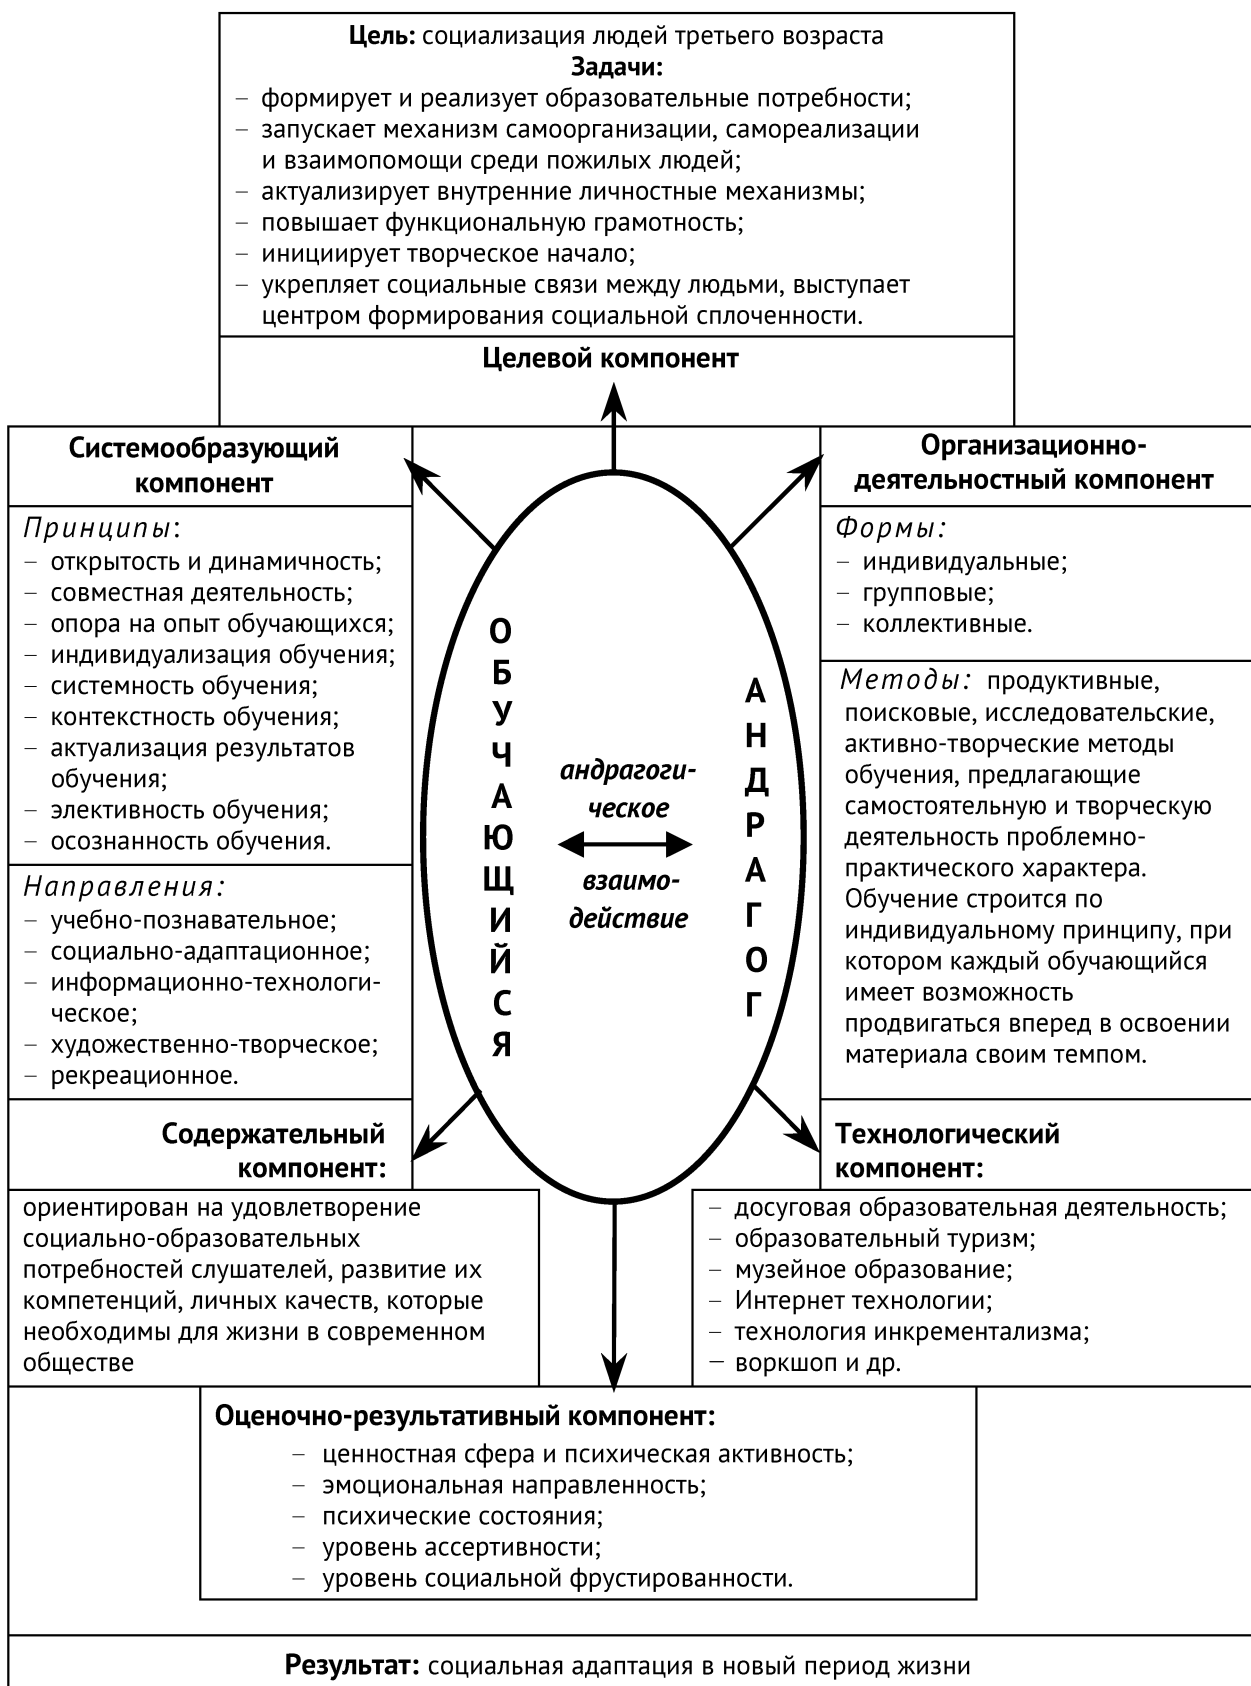 Цель: социализация людей третьего возраста
Задачи:
– формирует и реализует образовательные потребности;
– запускает механизм самоорганизации, самореализации
и взаимопомощи среди пожилых людей;
– актуализирует внутренние личностные механизмы;
– повышает функциональную грамотность;
– инициирует творческое начало;
– укрепляет социальные связи между людьми, выступает
центром формирования социальной сплоченности.
Целевой компонент
Системообразующий
компонент
Принципы:
– открытость и динамичность;
– совместная деятельность;
– опора на опыт обучающихся;
– индивидуализация обучения;
– системность обучения;
– контекстность обучения;
– актуализация результатов
обучения;
– элективность обучения;
– осознанность обучения.
Направления:
– учебно-познавательное;
– социально-адаптационное;
– информационно-технологи-
ческое;
– художественно-творческое;
– рекреационное.
ОБУЧАЮЩИЙСЯ
андрагоги-
ческое
взаимо-
действие
АНДРАГОГ
Организационно-
деятельностный компонент
Формы:
– индивидуальные;
– групповые;
– коллективные.
Методы: продуктивные,
поисковые, исследовательские,
активно-творческие методы
обучения, предлагающие
самостоятельную и творческую
деятельность проблемно-
практического характера.
Обучение строится по
индивидуальному принципу, при
котором каждый обучающийся
имеет возможность
продвигаться вперед в освоении
материала своим темпом.
Содержательный
компонент:
ориентирован на удовлетворение
социально-образовательных
потребностей слушателей, развитие их
компетенций, личных качеств, которые
необходимы для жизни в современном
обществе
Технологический
компонент:
– досуговая образовательная деятельность;
– образовательный туризм;
– музейное образование;
– Интернет технологии;
– технология инкрементализма;
– воркшоп и др.
Оценочно-результативный компонент:
– ценностная сфера и психическая активность;
– эмоциональная направленность;
– психические состояния;
– уровень ассертивности;
– уровень социальной фрустированности.
Результат: социальная адаптация в новый период жизни